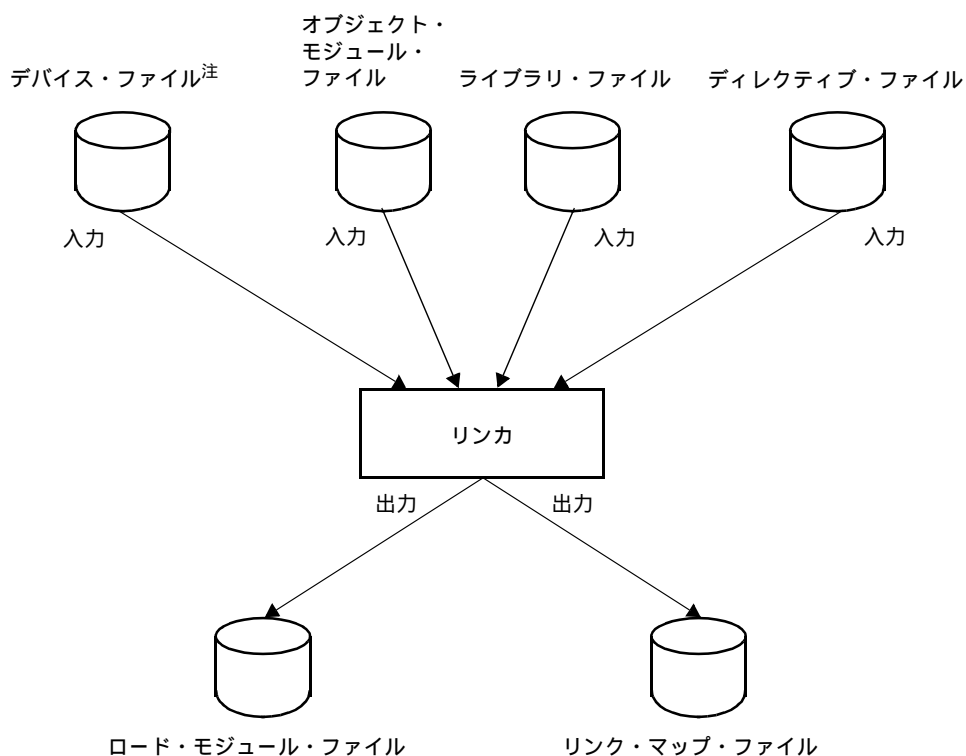 オブジェクト・
モジュール・
ファイル
デバイス・ファイル注
ライブラリ・ファイル
ディレクティブ・ファイル
入力
入力
入力
入力
リンカ
出力
出力
ロード・モジュール・ファイル
リンク・マップ・ファイル